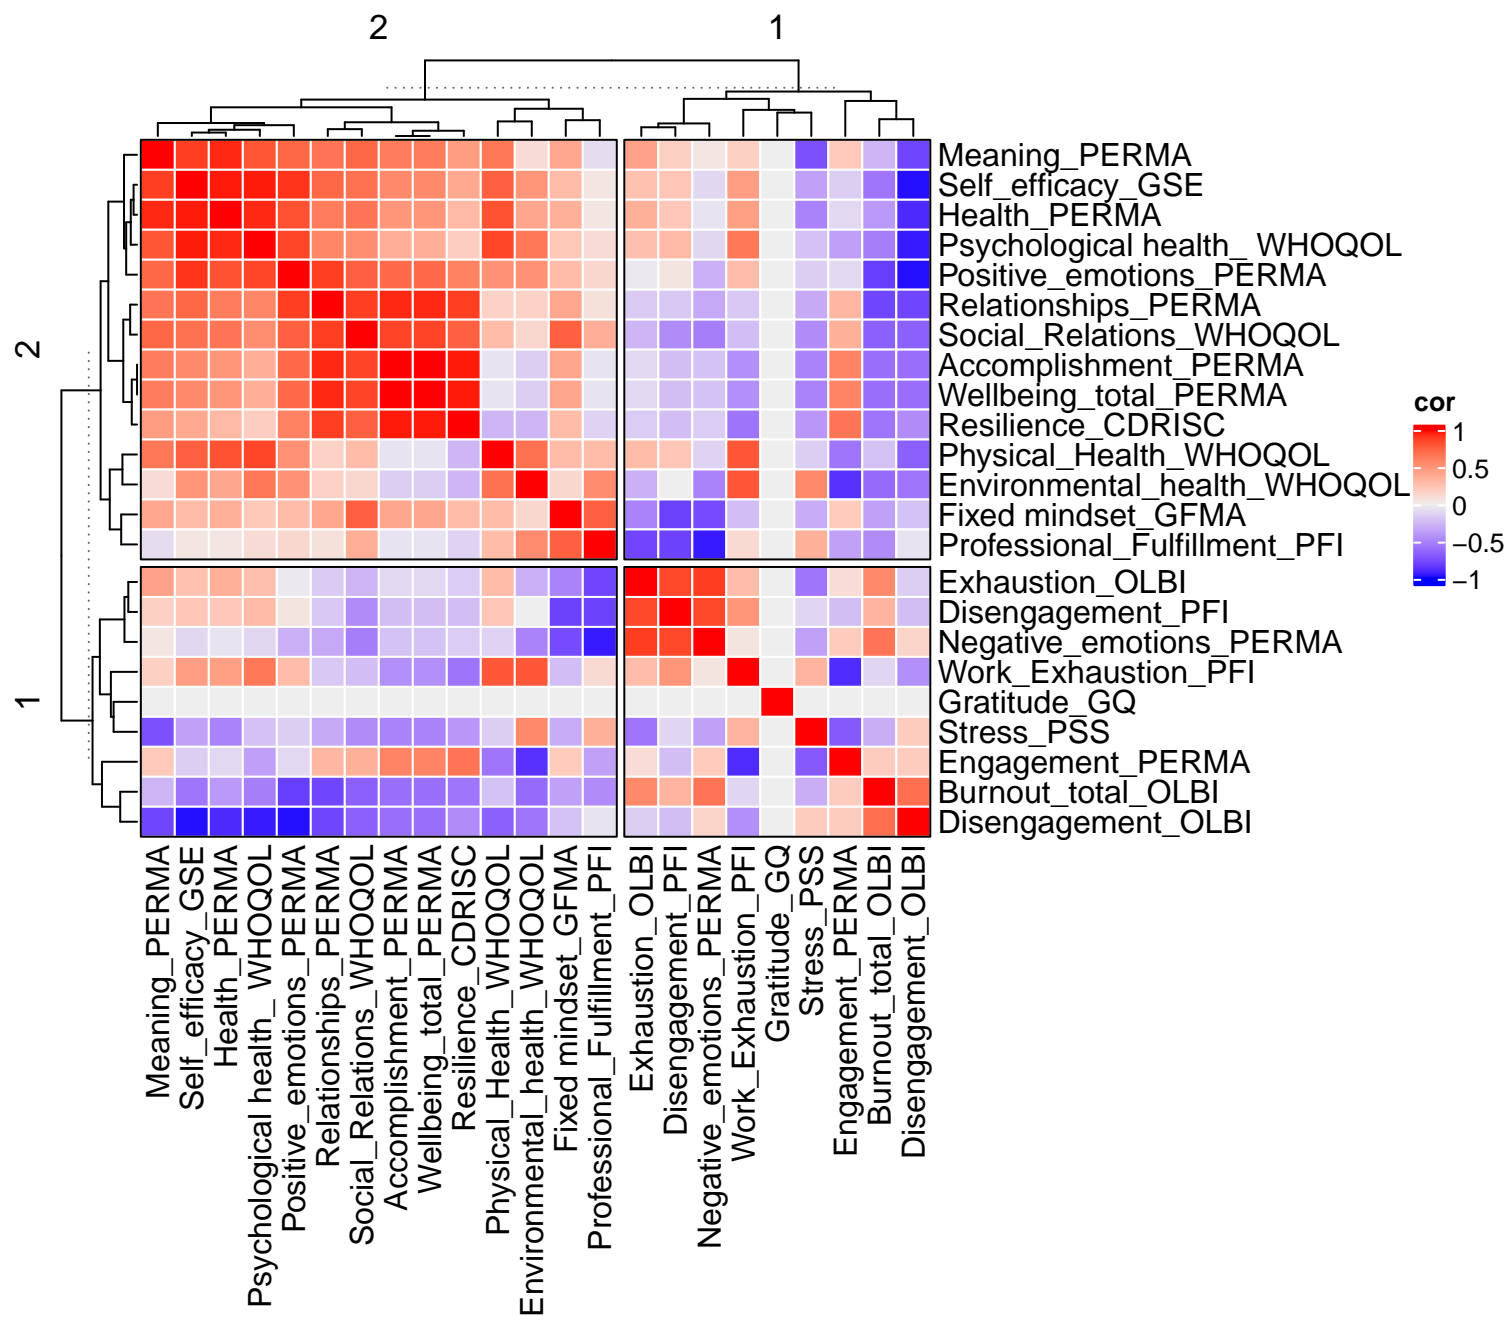 2
1
2
1
Meaning_PERMA
Self_efficacy_GSE
Health_PERMA
Psychological health_ WHOQOL
Positive_emotions_PERMA
Relationships_PERMA
Social_Relations_WHOQOL
Accomplishment_PERMA
Wellbeing_total_PERMA
Resilience_CDRISC
Physical_Health_WHOQOL
Environmental_health_WHOQOL
Fixed mindset_GFMA
Professional_Fulfillment_PFI
Exhaustion_OLBI
Disengagement_PFI
Negative_emotions_PERMA
Work_Exhaustion_PFI
Gratitude_GQ
Stress_PSS
Engagement_PERMA
Burnout_total_OLBI
Disengagement_OLBI
cor
1
0.5
0
−0.5
−1
Meaning_PERMA
Self_efficacy_GSE
Health_PERMA
Psychological health_ WHOQOL
Positive_emotions_PERMA
Relationships_PERMA
Social_Relations_WHOQOL
Accomplishment_PERMA
Wellbeing_total_PERMA
Resilience_CDRISC
Physical_Health_WHOQOL
Environmental_health_WHOQOL
Fixed mindset_GFMA
Professional_Fulfillment_PFI
Exhaustion_OLBI
Disengagement_PFI
Negative_emotions_PERMA
Work_Exhaustion_PFI
Gratitude_GQ
Stress_PSS
Engagement_PERMA
Burnout_total_OLBI
Disengagement_OLBI